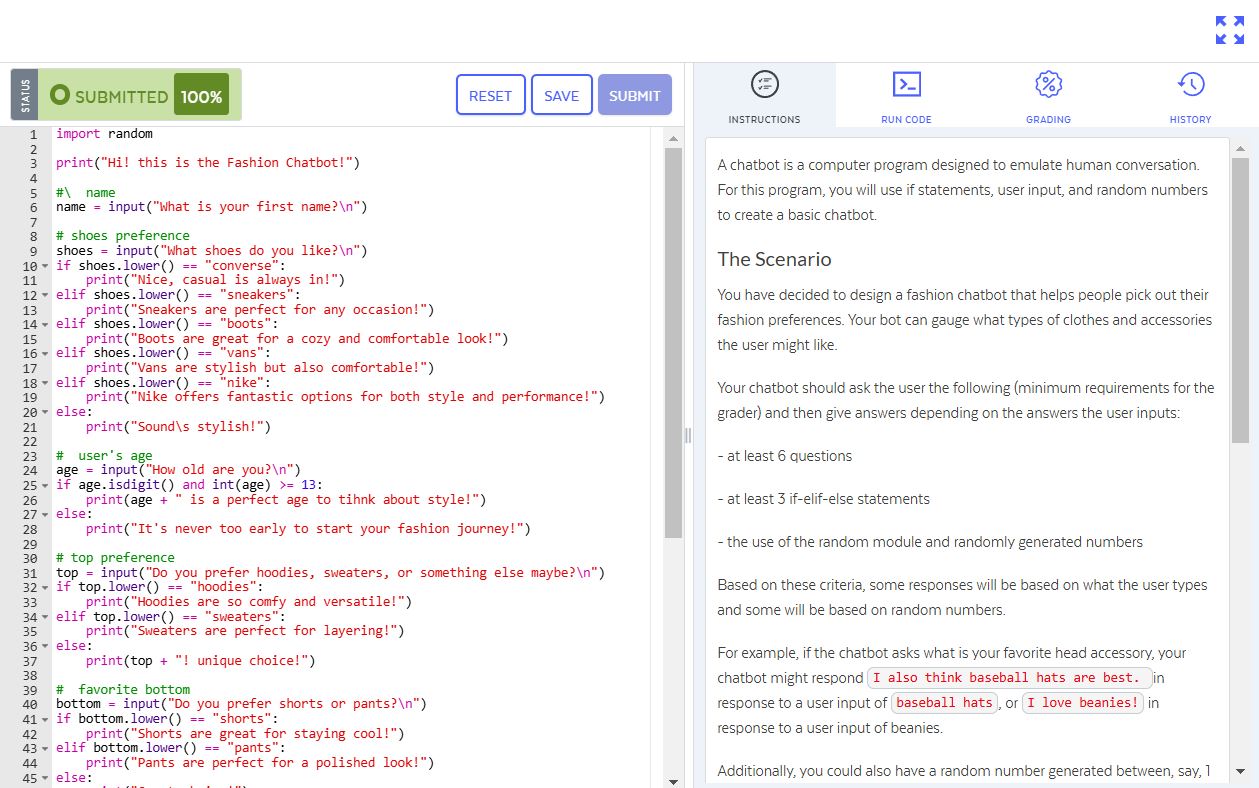 STATUS
SUBMITTED 100%
RESET
SAVE
SUBMIT
INSTRUCTIONS
RUN CODE
GRADING
HISTORY
1 import random
2
3 print("Hi! this is the Fashion Chatbot!")
4
5 #\  name
6 name = input("What is your first name?\n")
7
8 # shoes preference
9 shoes = input("What shoes do you like?\n")
10 if shoes.lower() == "converse":
11     print("Nice, casual is always in!")
12 elif shoes.lower() == "sneakers":
13     print("Sneakers are perfect for any occasion!")
14 elif shoes.lower() == "boots":
15     print("Boots are great for a cozy and comfortable look!")
16 elif shoes.lower() == "vans":
17     print("Vans are stylish but also comfortable!")
18 elif shoes.lower() == "nike":
19     print("Nike offers fantastic options for both style and performance!")
20 else:
21     print("Sound\s stylish!")
22
23 #  user's age
24 age = input("How old are you?\n")
25 if age.isdigit() and int(age) >= 13:
26     print(age + " is a perfect age to tihnk about style!")
27 else:
28     print("It's never too early to start your fashion journey!")
29
30 # top preference
31 top = input("Do you prefer hoodies, sweaters, or something else maybe?\n")
32 if top.lower() == "hoodies":
33     print("Hoodies are so comfy and versatile!")
34 elif top.lower() == "sweaters":
35     print("Sweaters are perfect for layering!")
36 else:
37     print(top + "! unique choice!")
38
39 #  favorite bottom
40 bottom = input("Do you prefer shorts or pants?\n")
41 if bottom.lower() == "shorts":
42     print("Shorts are great for staying cool!")
43 elif bottom.lower() == "pants":
44     print("Pants are perfect for a polished look!")
45 else:
A chatbot is a computer program designed to emulate human conversation.
For this program, you will use if statements, user input, and random numbers
to create a basic chatbot.
The Scenario
You have decided to design a fashion chatbot that helps people pick out their
fashion preferences. Your bot can gauge what types of clothes and accessories
the user might like.
Your chatbot should ask the user the following (minimum requirements for the
grader) and then give answers depending on the answers the user inputs:
- at least 6 questions
- at least 3 if-elif-else statements
- the use of the random module and randomly generated numbers
Based on these criteria, some responses will be based on what the user types
and some will be based on random numbers.
For example, if the chatbot asks what is your favorite head accessory, your
chatbot might respond I also think baseball hats are best. in
response to a user input of baseball hats, or I love beanies! in
response to a user input of beanies.
Additionally, you could also have a random number generated between, say, 1